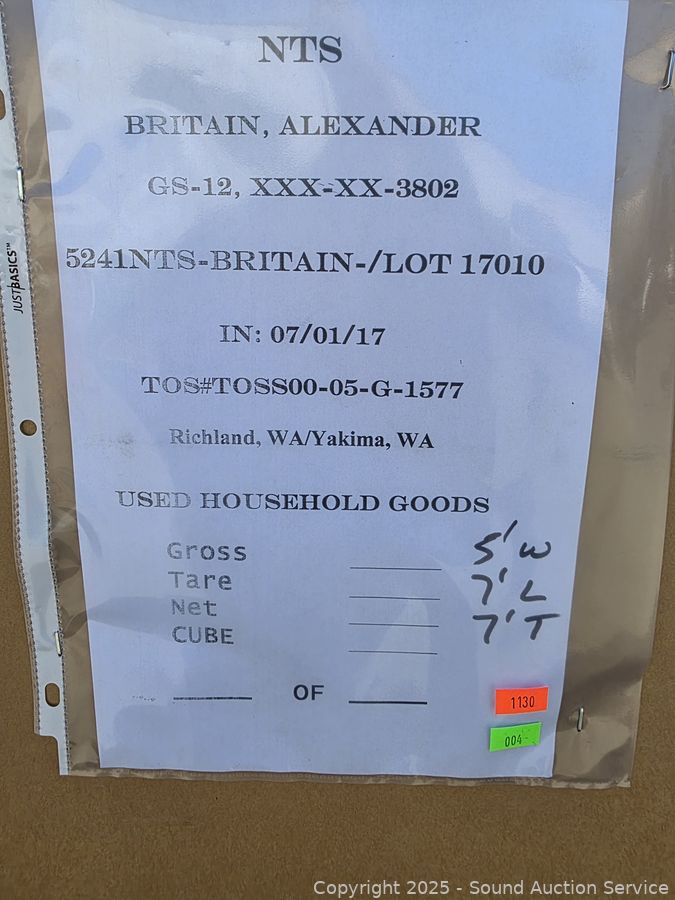 NTS
BRITAIN, ALEXANDER
GS-12, XXX-XX-3802
5241NTS-BRITAIN-/LOT 17010
IN: 07/01/17
TOS#TOSS00-05-G-1577
Richland, WA/Yakima, WA
USED HOUSEHOLD GOODS
Gross
Tare
Net
CUBE
5' W
7' L
7' T
OF
1130
004-
JUSTBASICS™
Copyright 2025 - Sound Auction Service